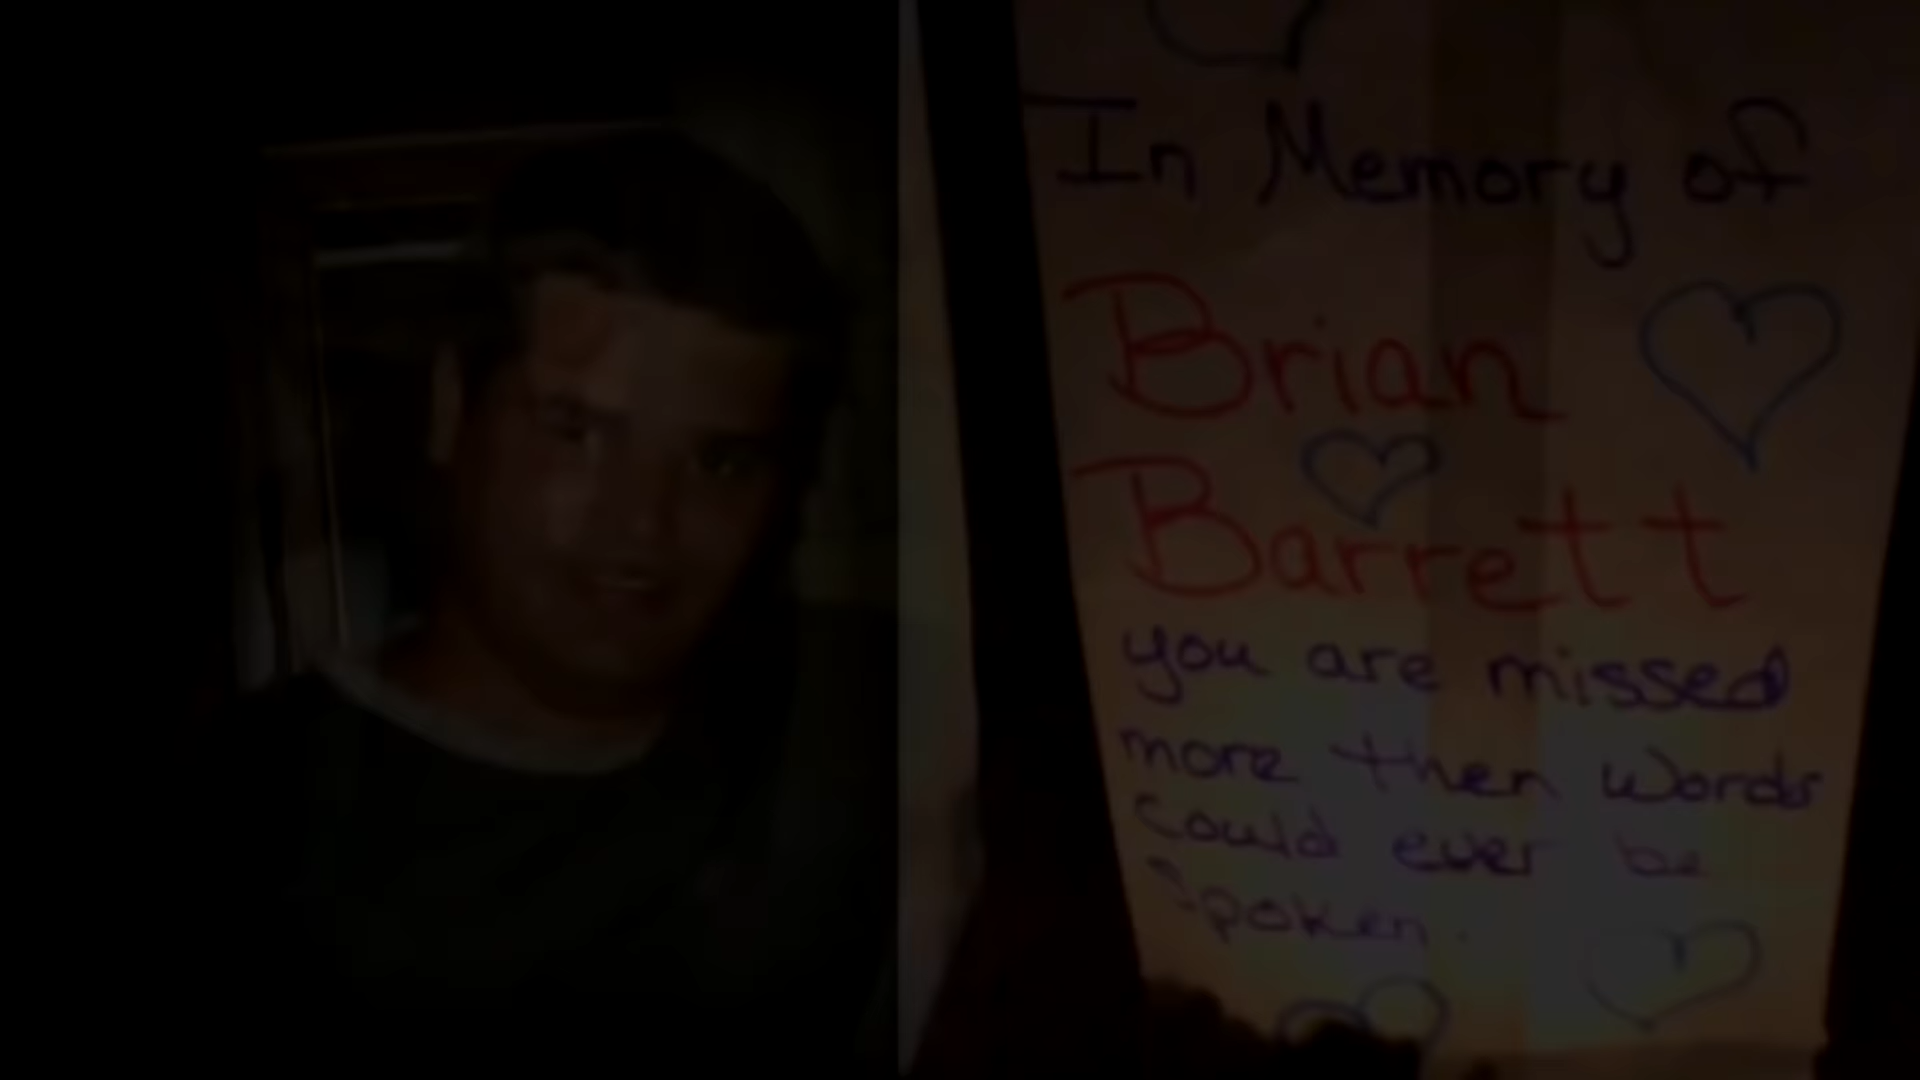 In Memory of
Brian
Barrett
you are missed
more then words
could ever be
Spoken.